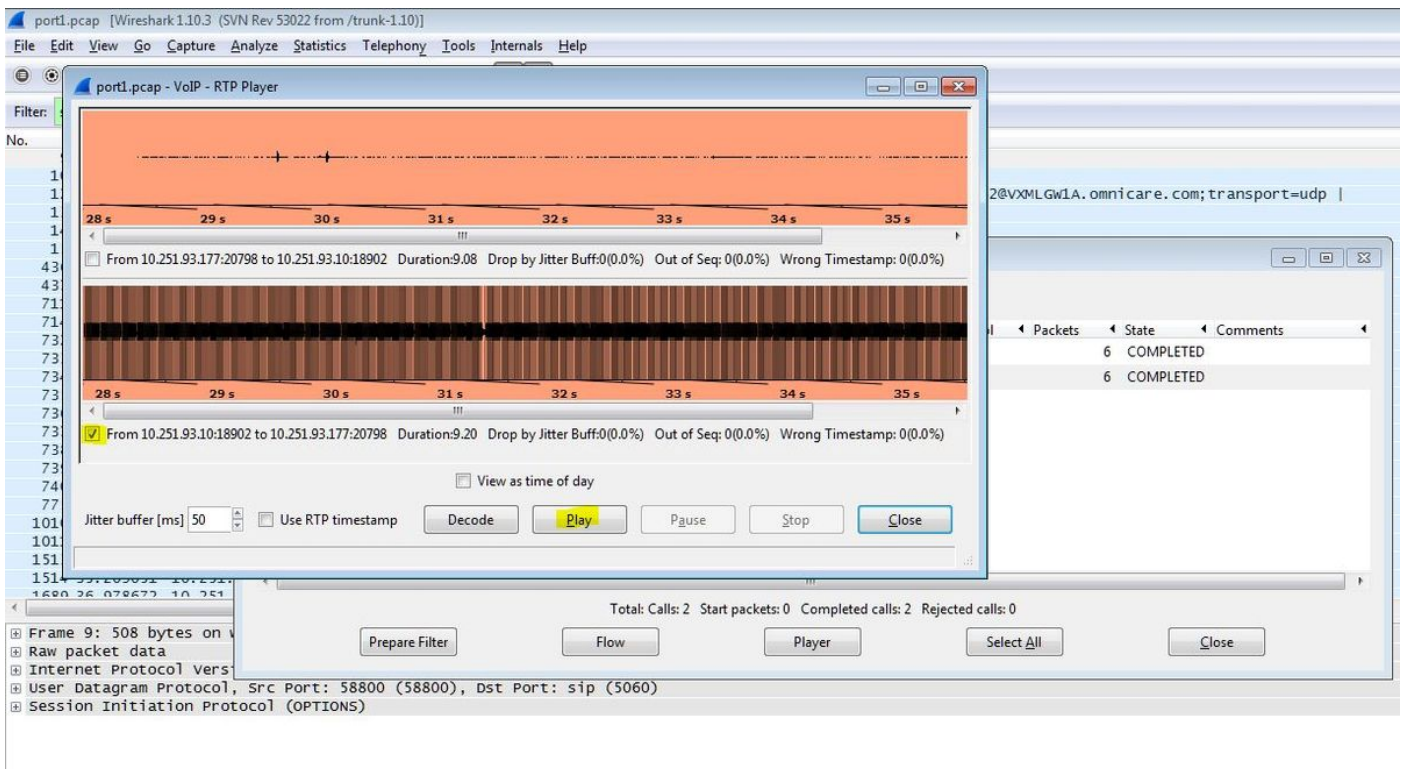 port1.pcap [Wireshark 1.10.3 (SVN Rev 53022 from /trunk-1.10)]
File Edit View Go Capture Analyze Statistics Telephony Tools Internals Help
port1.pcap - VoIP - RTP Player
Filter:
No.
2@VXMLGW1A.omnicare.com;transport=udp |
28 s 29 s 30 s 31 s 32 s 33 s 34 s 35 s
From 10.251.93.177:20798 to 10.251.93.10:18902 Duration:9.08 Drop by Jitter Buff:0(0.0%) Out of Seq: 0(0.0%) Wrong Timestamp: 0(0.0%)
Packets State Comments
6 COMPLETED
6 COMPLETED
28 s 29 s 30 s 31 s 32 s 33 s 34 s 35 s
From 10.251.93.10:18902 to 10.251.93.177:20798 Duration:9.20 Drop by Jitter Buff:0(0.0%) Out of Seq: 0(0.0%) Wrong Timestamp: 0(0.0%)
View as time of day
Jitter buffer [ms] 50 Use RTP timestamp Decode Play Pause Stop Close
Total: Calls: 2 Start packets: 0 Completed calls: 2 Rejected calls: 0
Prepare Filter Flow Player Select All Close
Frame 9: 508 bytes on
Raw packet data
Internet Protocol Vers
User Datagram Protocol, Src Port: 58800 (58800), Dst Port: sip (5060)
Session Initiation Protocol (OPTIONS)